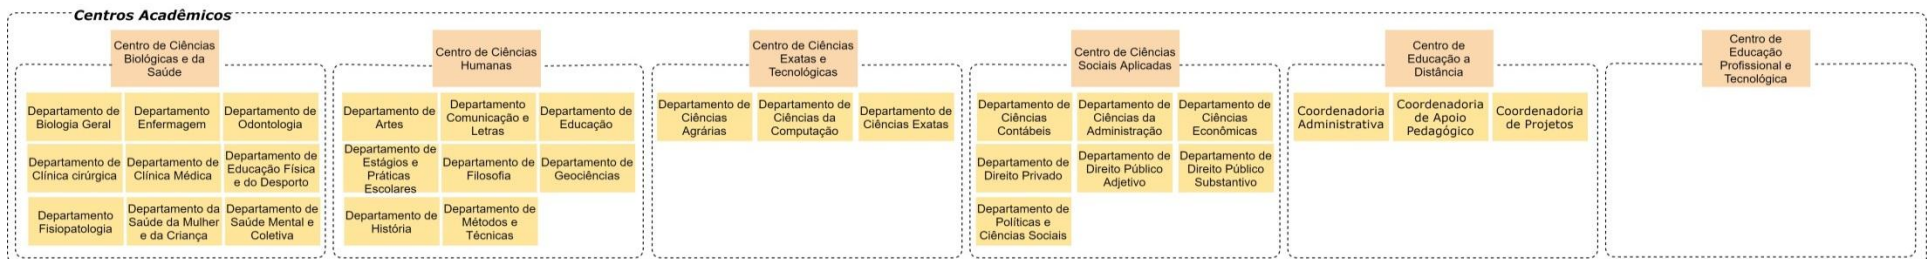 Centros Acadêmicos
Centro de Ciências
Biológicas e da
Saúde
Departamento de
Biologia Geral
Departamento
Enfermagem
Departamento de
Odontologia
Departamento de
Clínica cirúrgica
Departamento de
Clínica Médica
Departamento de
Educação Física
e do Desporto
Departamento
Fisiopatologia
Departamento da
Saúde da Mulher
e da Criança
Departamento de
Saúde Mental e
Coletiva
Centro de Ciências
Humanas
Departamento de
Artes
Departamento
Comunicação e
Letras
Departamento de
Educação
Departamento de
Estágios e
Práticas
Escolares
Departamento de
Filosofia
Departamento de
Geociências
Departamento de
História
Departamento de
Métodos e
Técnicas
Centro de Ciências
Exatas e
Tecnológicas
Departamento de
Ciências
Agrárias
Departamento de
Ciências da
Computação
Departamento de
Ciências Exatas
Centro de Ciências
Sociais Aplicadas
Departamento de
Ciências
Contábeis
Departamento de
Ciências da
Administração
Departamento de
Ciências
Econômicas
Departamento de
Direito Privado
Departamento de
Direito Público
Adjetivo
Departamento de
Direito Público
Substantivo
Departamento de
Políticas e
Ciências Sociais
Centro de
Educação a
Distância
Coordenadoria
Administrativa
Coordenadoria
de Apoio
Pedagógico
Coordenadoria
de Projetos
Centro de
Educação
Profissional e
Tecnológica